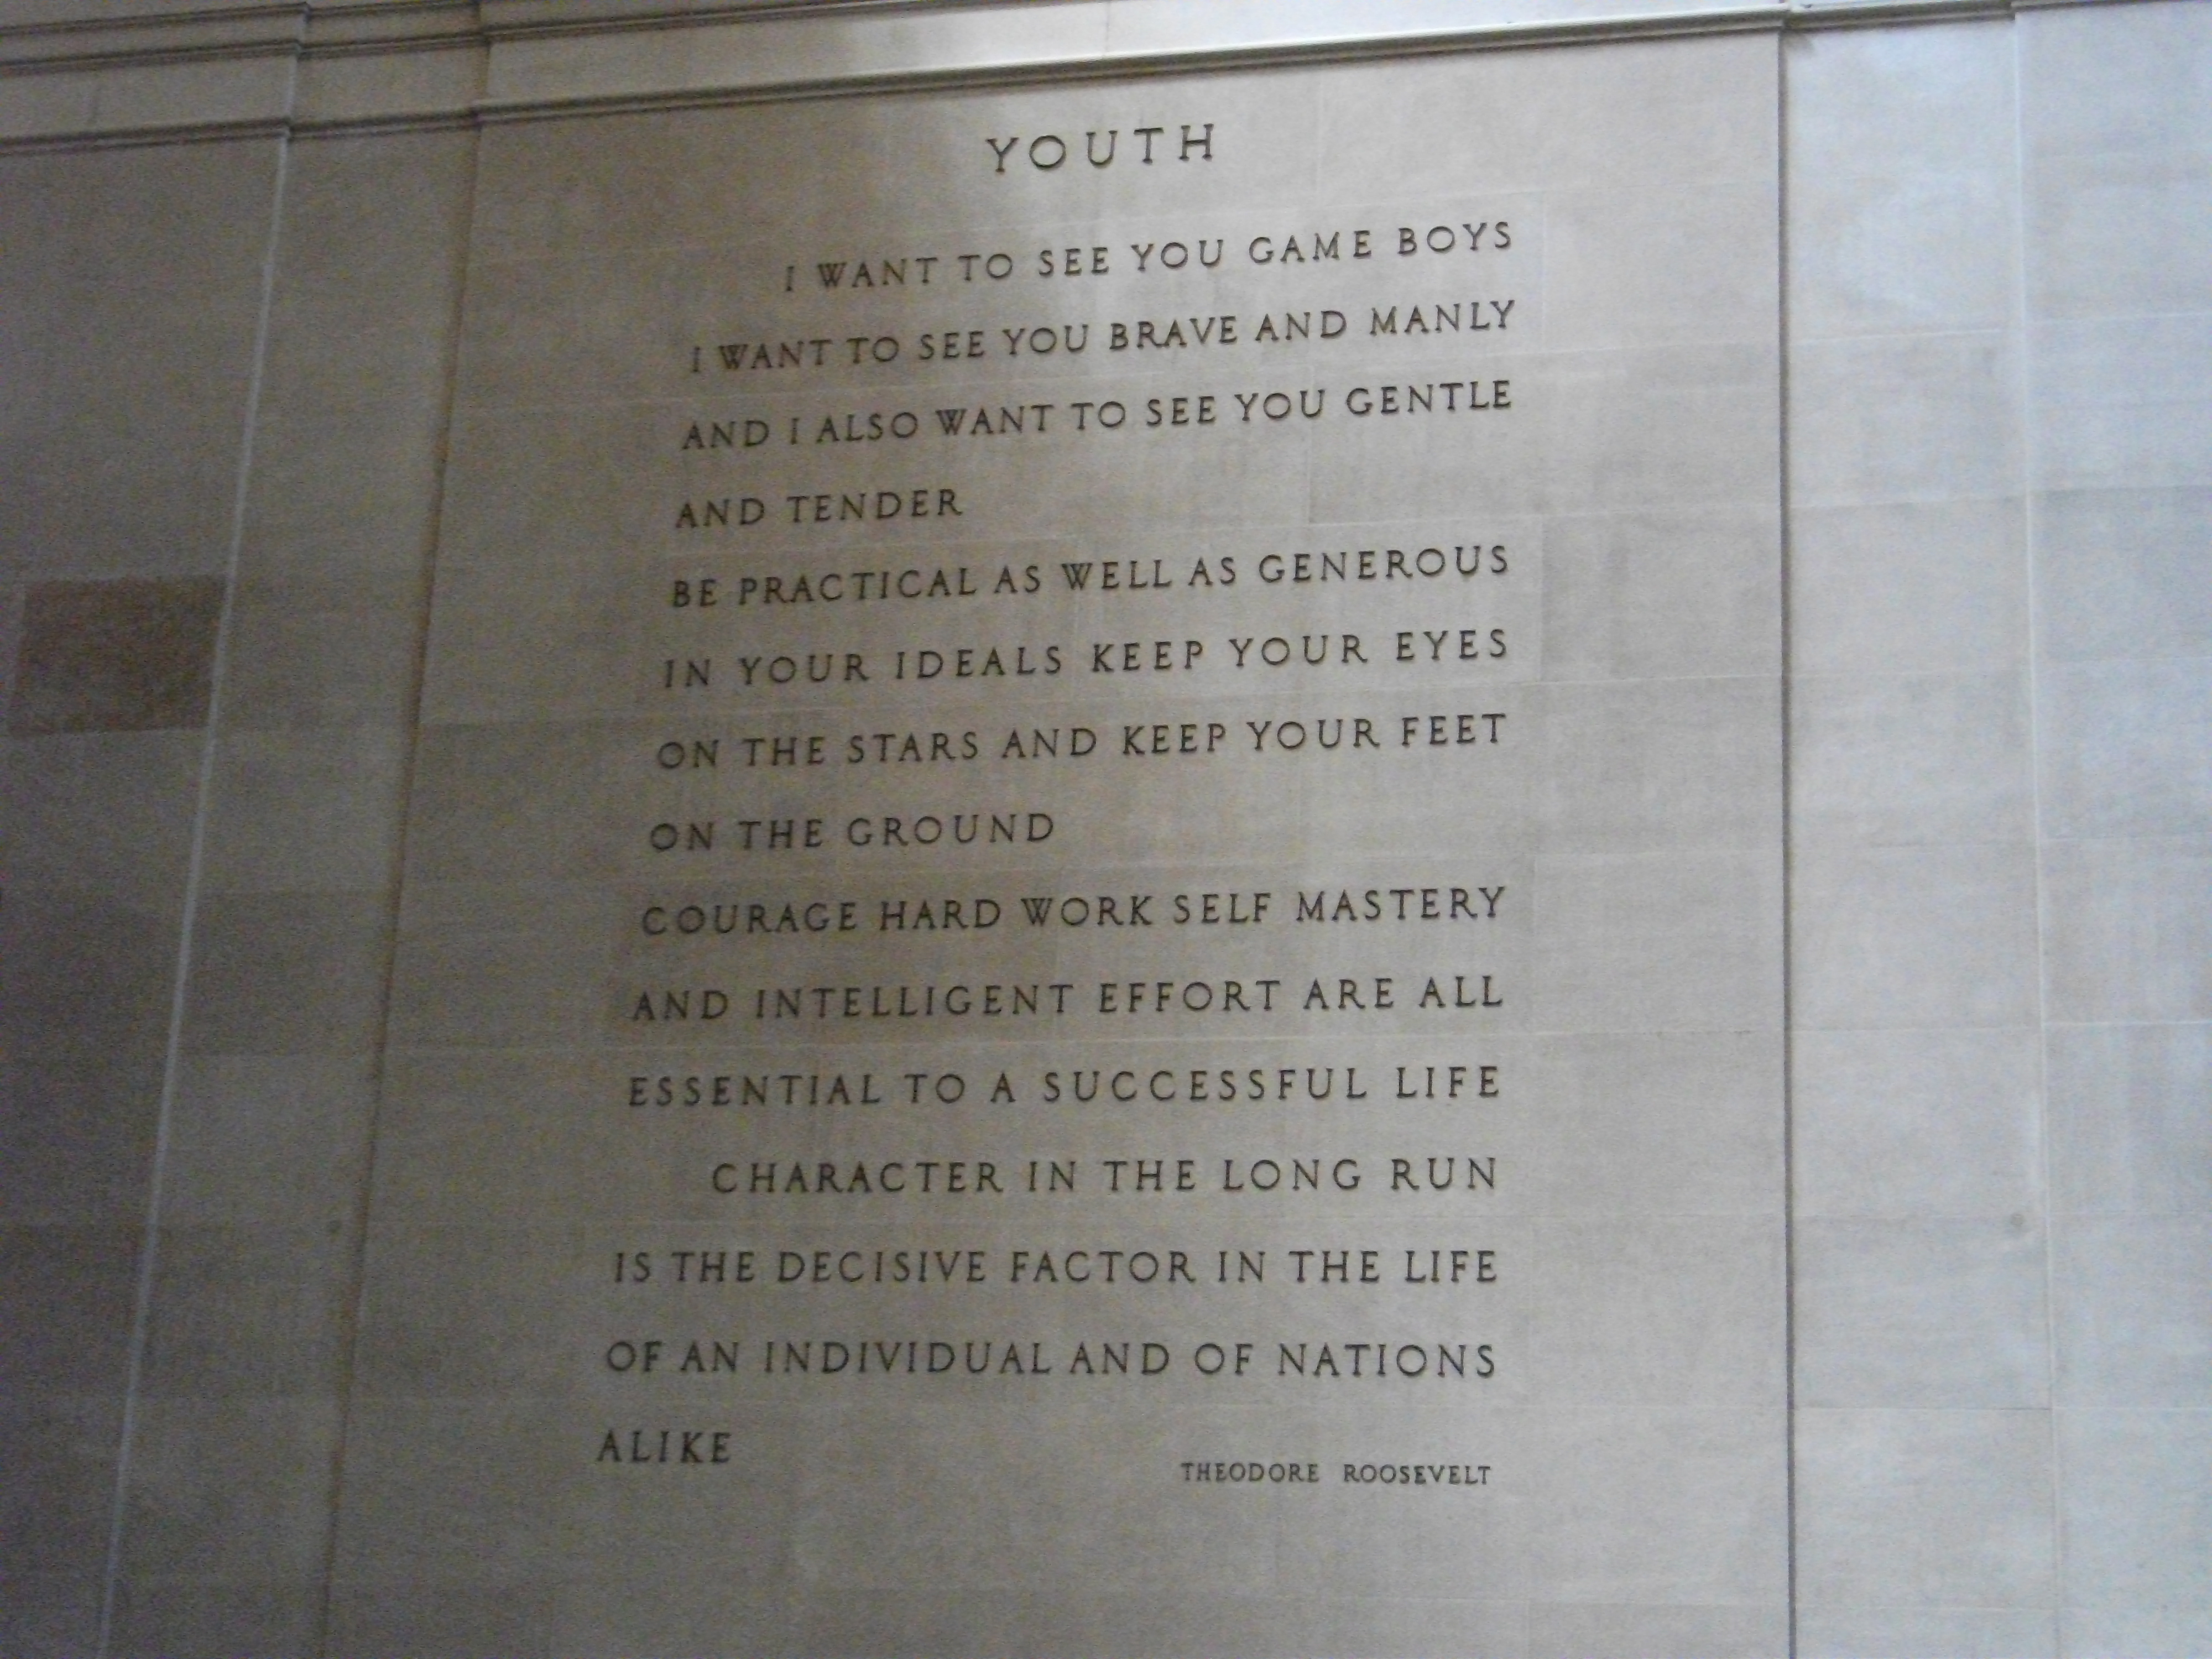 YOUTH
I WANT TO SEE YOU GAME BOYS
I WANT TO SEE YOU BRAVE AND MANLY
AND I ALSO WANT TO SEE YOU GENTLE
AND TENDER
BE PRACTICAL AS WELL AS GENEROUS
IN YOUR IDEALS KEEP YOUR EYES
ON THE STARS AND KEEP YOUR FEET
ON THE GROUND
COURAGE HARD WORK SELF MASTERY
AND INTELLIGENT EFFORT ARE ALL
ESSENTIAL TO A SUCCESSFUL LIFE
CHARACTER IN THE LONG RUN
IS THE DECISIVE FACTOR IN THE LIFE
OF AN INDIVIDUAL AND OF NATIONS
ALIKE
THEODORE ROOSEVELT